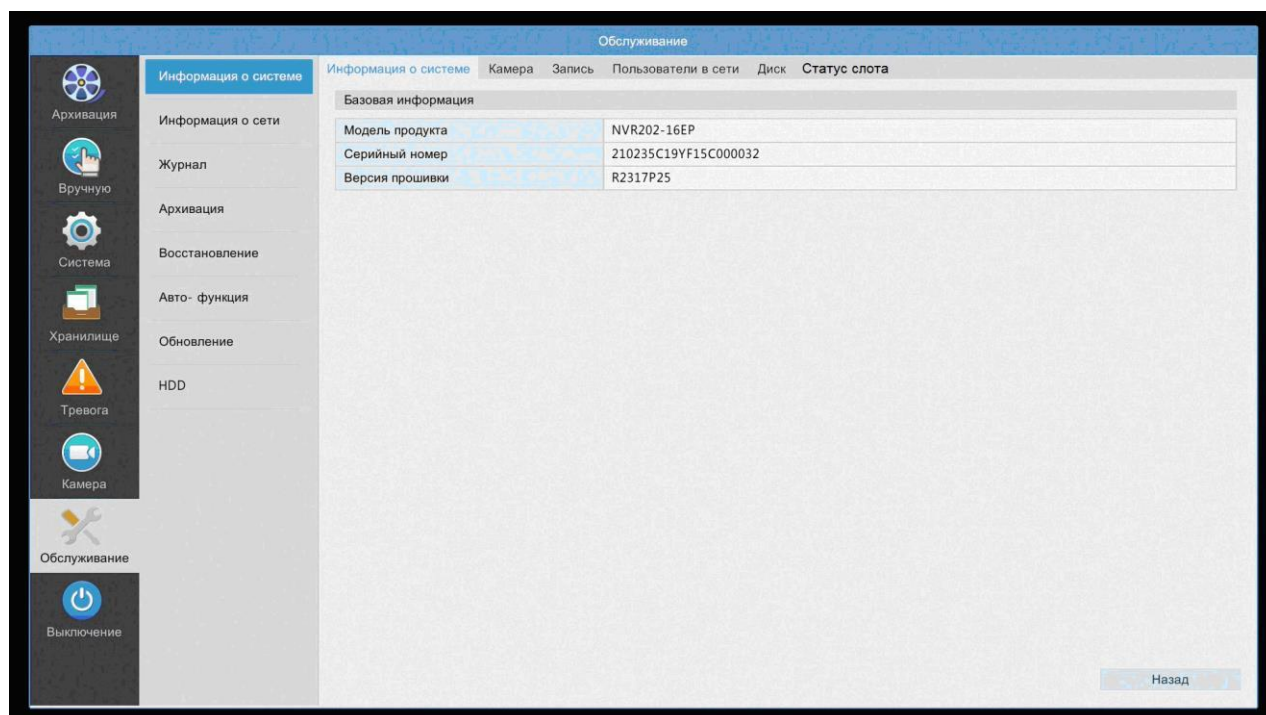 Обслуживание
Архивация
Вручную
Система
Хранилище
Тревога
Камера
Обслуживание
Выключение
Информация о системе
Информация о сети
Журнал
Архивация
Восстановление
Авто- функция
Обновление
HDD
Информация о системе Камера Запись Пользователи в сети Диск Статус слота
Базовая информация
Модель продукта NVR202-16EP
Серийный номер 210235C19YF15C000032
Версия прошивки R2317P25
Назад